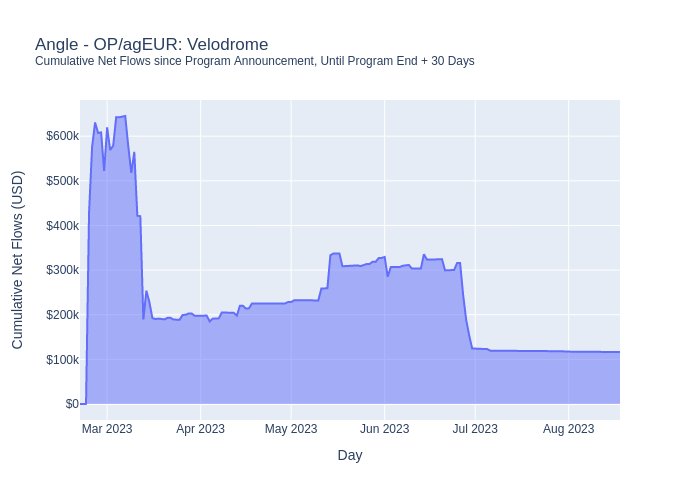 Angle - OP/agEUR: Velodrome
Cumulative Net Flows since Program Announcement, Until Program End + 30 Days
Cumulative Net Flows (USD)
$600k
$500k
$400k
$300k
$200k
$100k
$0
Mar 2023
Apr 2023
May 2023
Jun 2023
Jul 2023
Aug 2023
Day